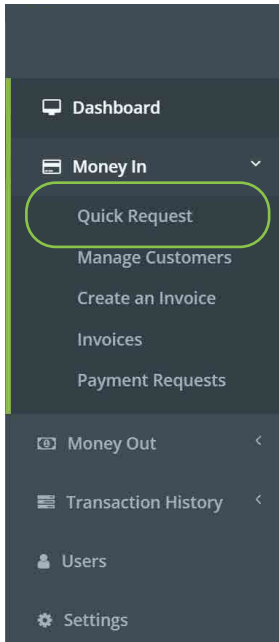 Dashboard
Money In
Quick Request
Manage Customers
Create an Invoice
Invoices
Payment Requests
Money Out
Transaction History
Users
Settings